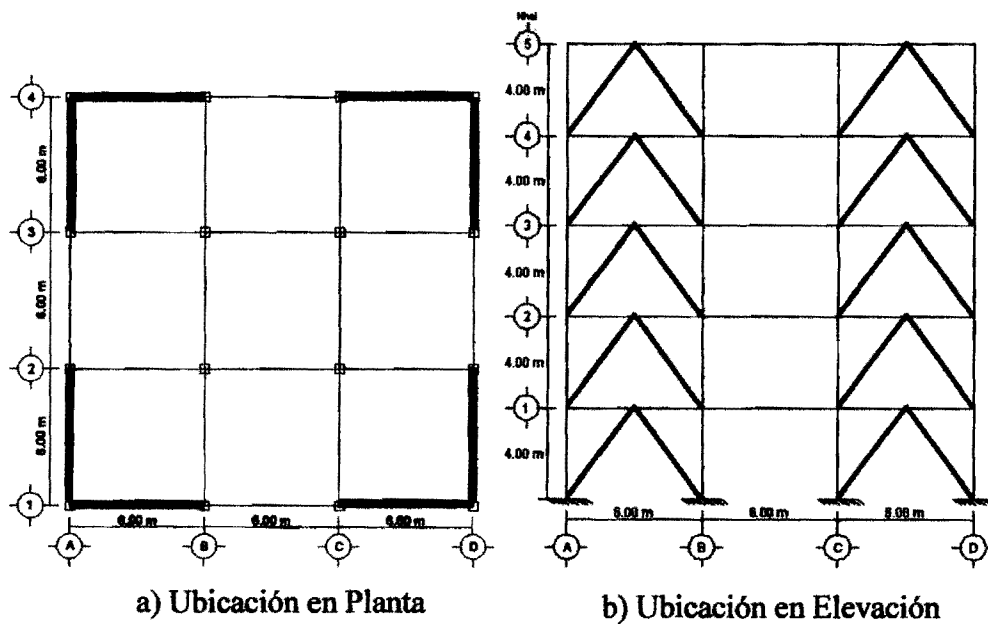 4
6.00 m
3
6.00 m
2
6.00 m
1
6.00 m 6.00 m 6.00 m
A B C D
a) Ubicación en Planta
5
4.00 m
4
4.00 m
3
4.00 m
2
4.00 m
1
4.00 m
6.00 m 6.00 m
A B C D
b) Ubicación en Elevación